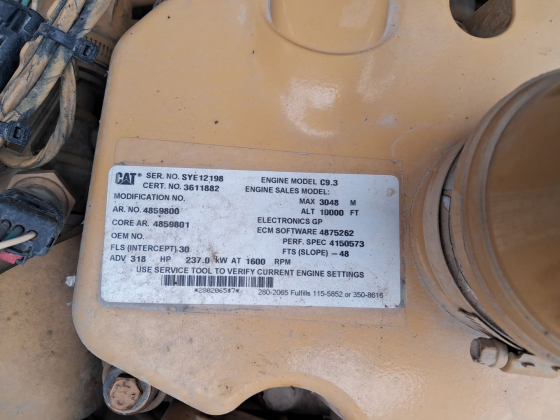 CAT SER. NO. SYE12198 ENGINE MODEL C9.3
CERT. NO. 3611882 ENGINE SALES MODEL:
MODIFICATION NO. MAX 3048 M
AR. NO. 4859800 ALT 10000 FT
CORE AR. 4859801 ELECTRONICS GP
OEM NO. ECM SOFTWARE 4875262
PERF. SPEC 4150573
FLS (INTERCEPT) 30 FTS (SLOPE) -48
ADV 318 HP 237.0 kW AT 1600 RPM
USE SERVICE TOOL TO VERIFY CURRENT ENGINE SETTINGS
*2802065#7*
280-2065 Fulfills 115-5852 or 350-8616